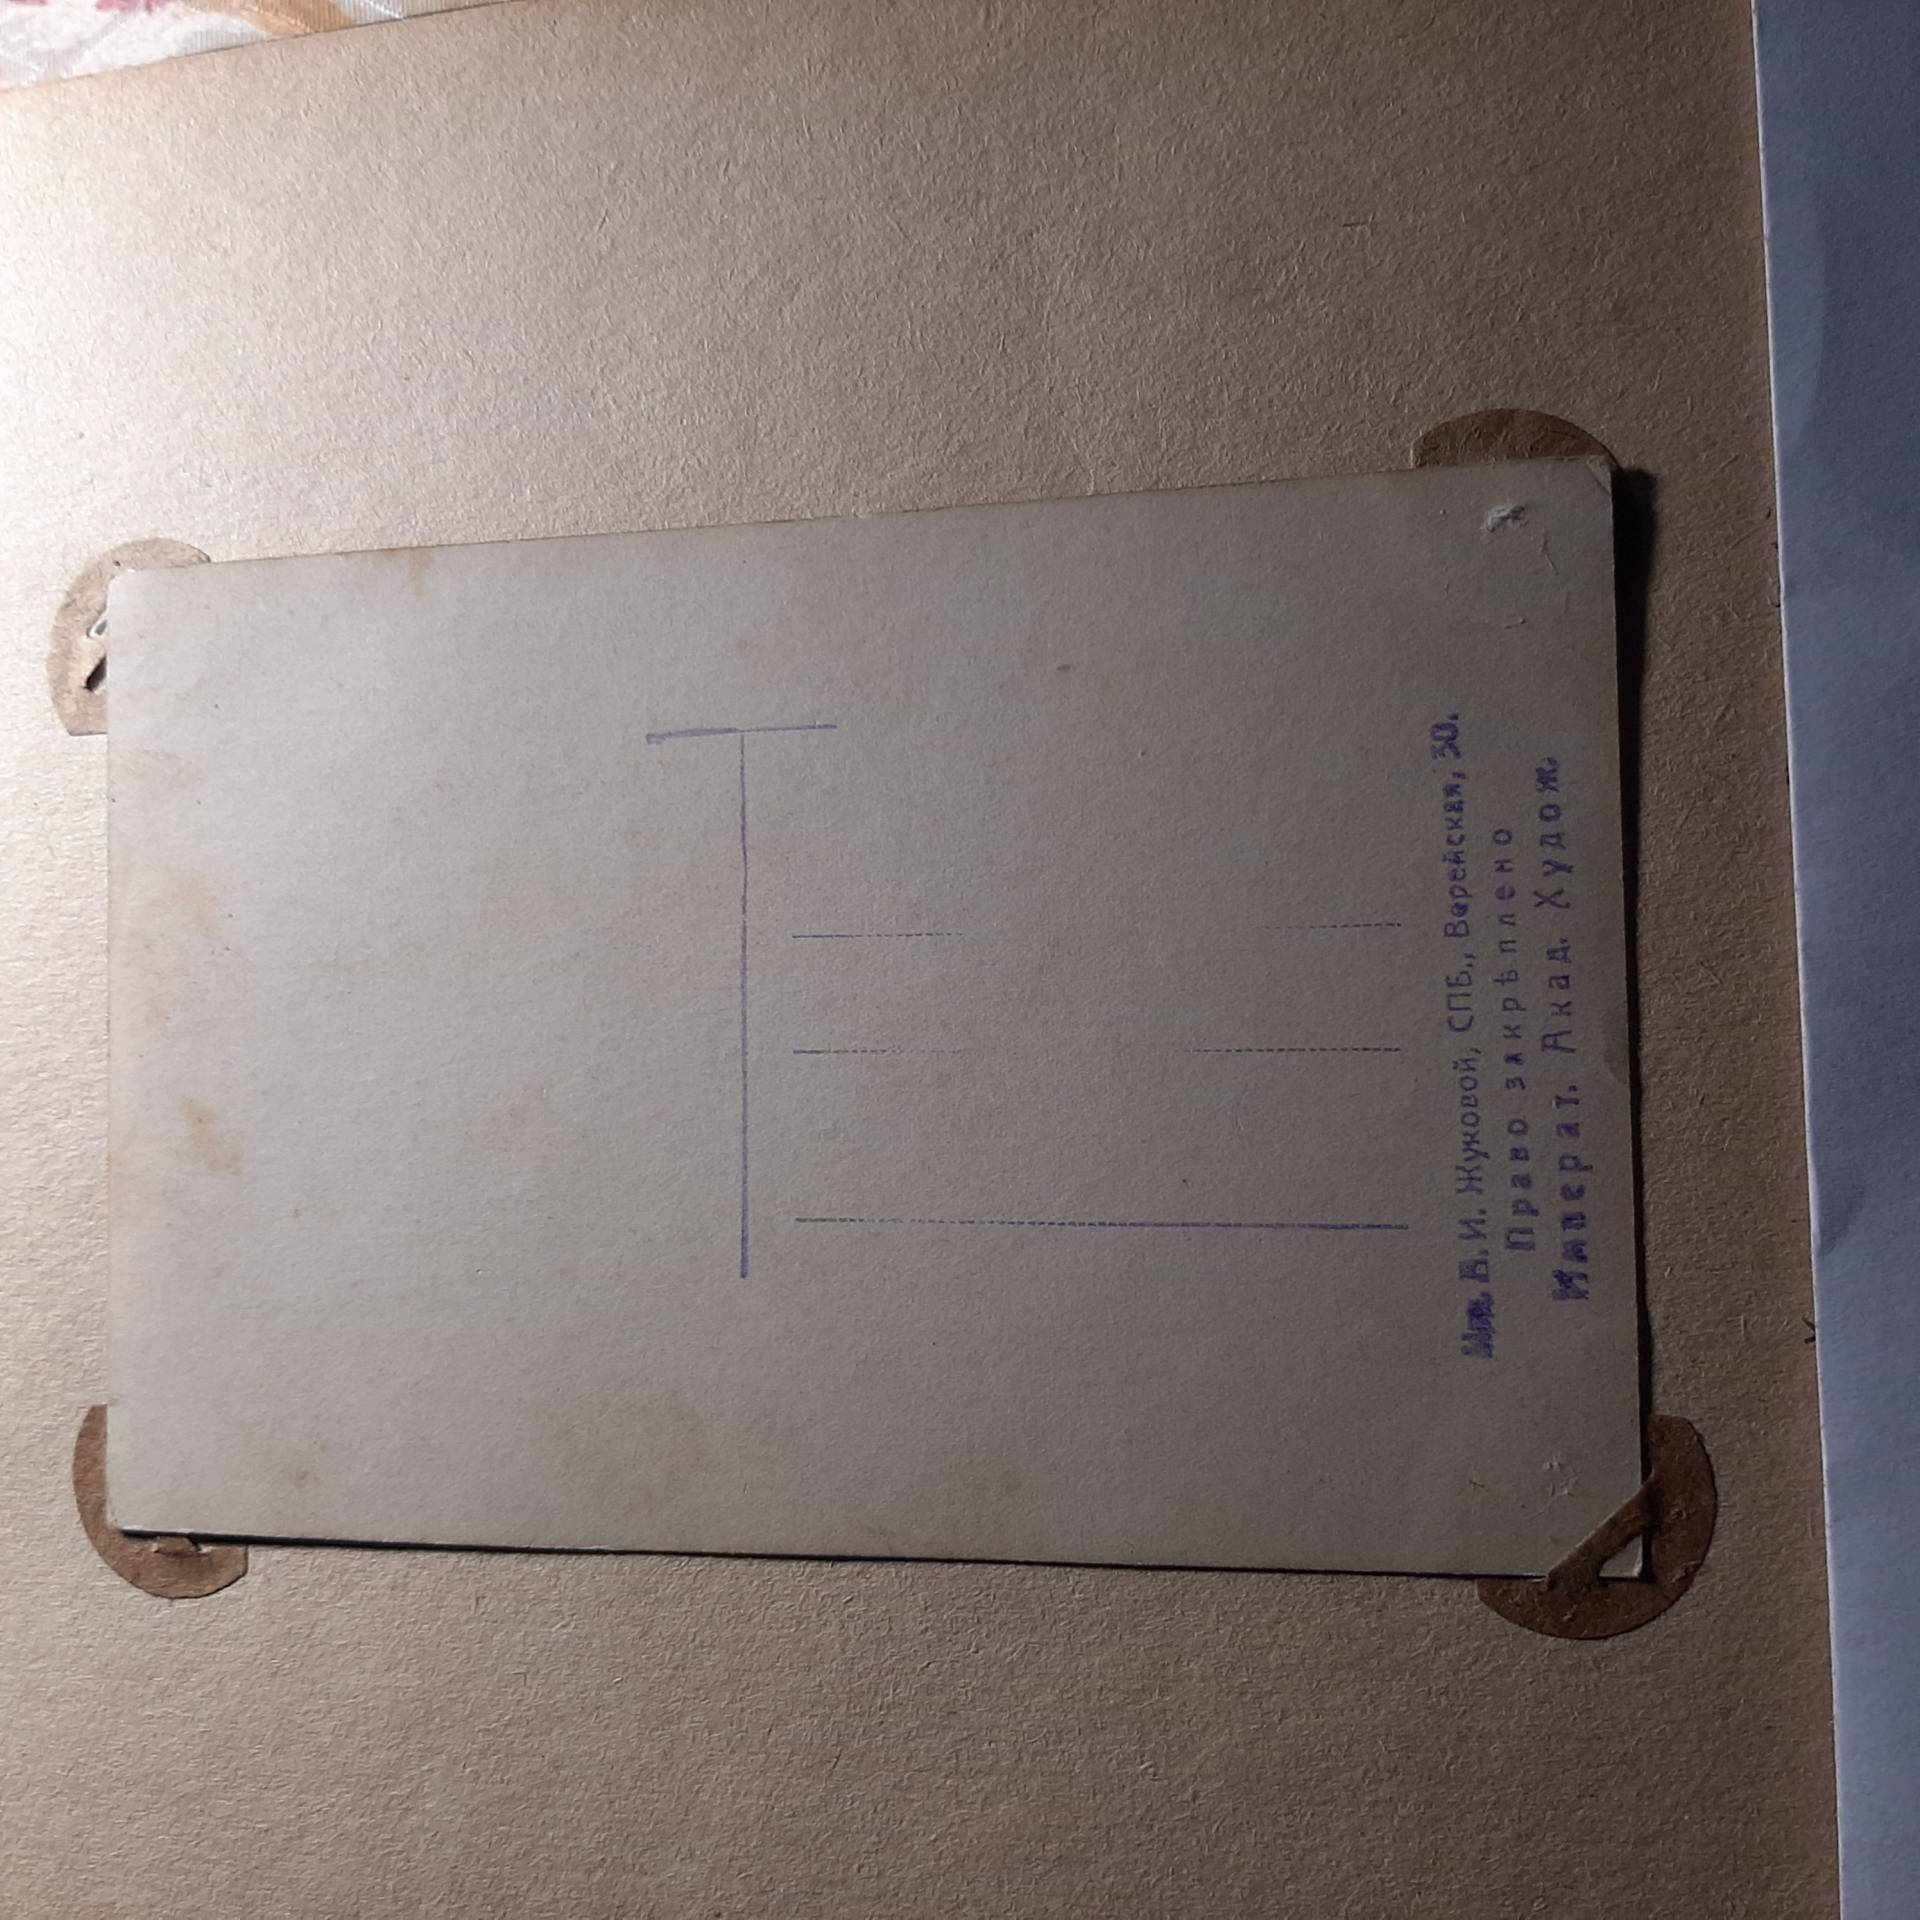 Изд. В. И. Жуковой, СПБ., Верейская, 30.
Право закрѣплено
Императ. Акад. Худож.